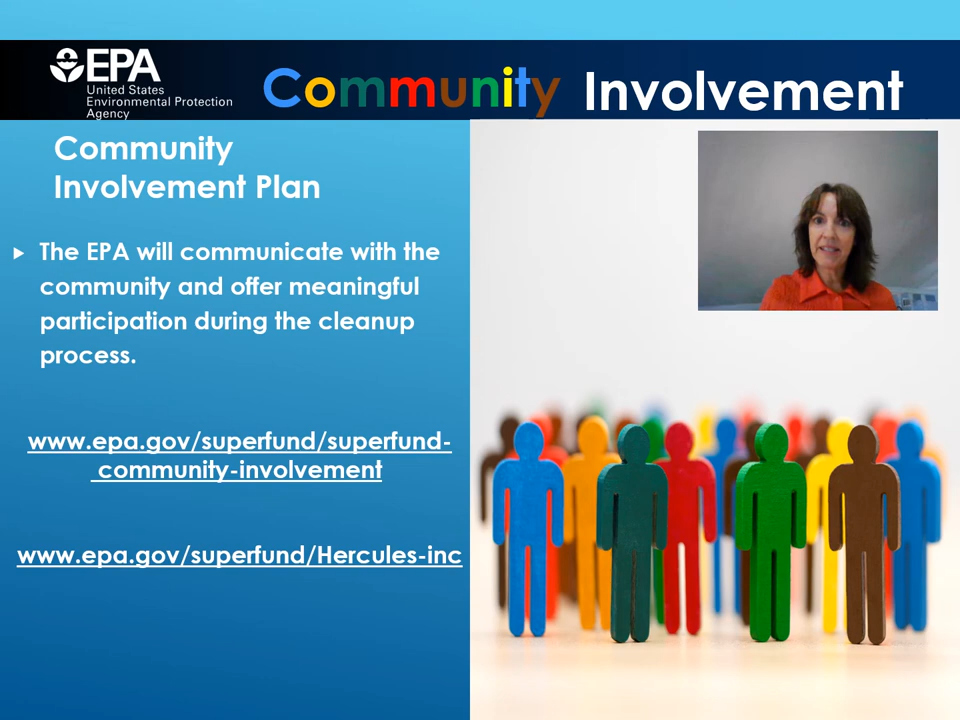 EPA
United States
Environmental Protection
Agency
Community Involvement
Community
Involvement Plan
The EPA will communicate with the
community and offer meaningful
participation during the cleanup
process.
www.epa.gov/superfund/superfund-
community-involvement
www.epa.gov/superfund/Hercules-inc